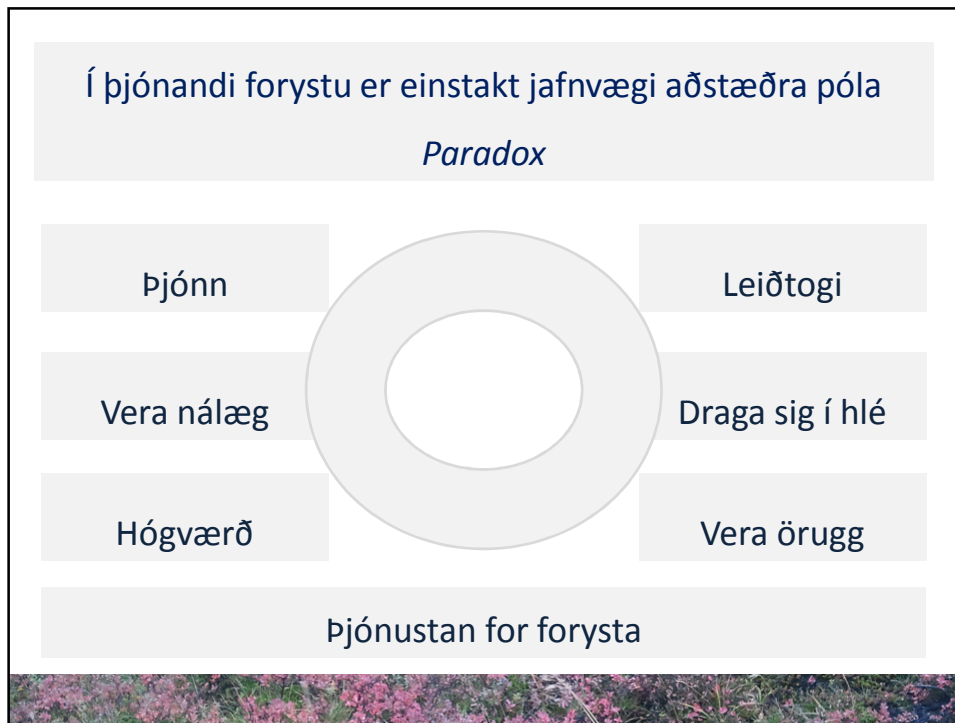 Í þjónandi forystu er einstakt jafnvægi aðstæðra póla
Paradox
Þjónn
Leiðtogi
Vera nálæg
Draga sig í hlé
Hógværð
Vera örugg
Þjónustan for forysta